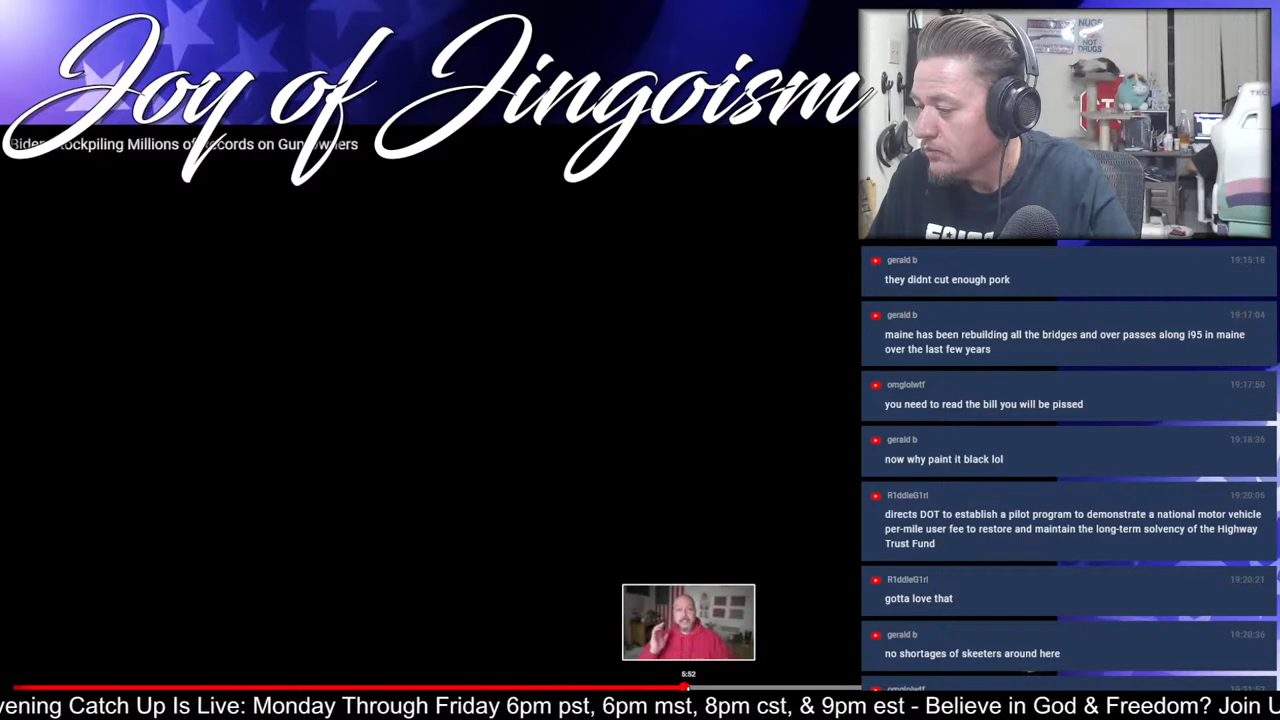 Joy of Jingoism
Biden Stockpiling Millions of Records on Gun Owners
NUGS
NOT
DRUGS
gerald b 19:15:18
they didnt cut enough pork
gerald b 19:17:04
maine has been rebuilding all the bridges and over passes along i95 in maine
over the last few years
omglolwtf 19:17:50
you need to read the bill you will be pissed
gerald b 19:18:36
now why paint it black lol
R1ddleG1rl 19:20:06
directs DOT to establish a pilot program to demonstrate a national motor vehicle
per-mile user fee to restore and maintain the long-term solvency of the Highway
Trust Fund
R1ddleG1rl 19:20:21
gotta love that
gerald b 19:20:36
no shortages of skeeters around here
omglolwtf
5:52
vening Catch Up Is Live: Monday Through Friday 6pm pst, 6pm mst, 8pm cst, & 9pm est - Believe in God & Freedom? Join U